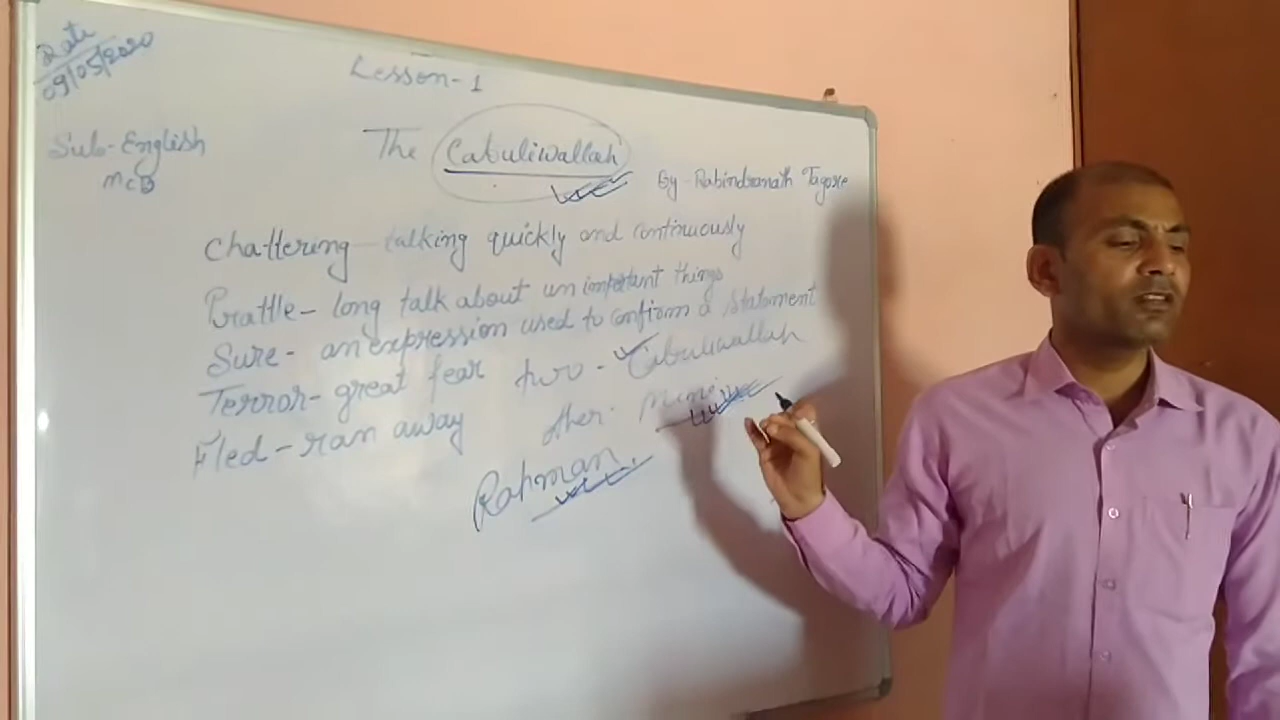 Date
09/05/2020
Lesson-1
Sub-English
McB
The Cabuliwallah
By-Rabindranath Tagore
Chattering-talking quickly and continuously
Prattle-long talk about unimportant things
Sure-an expression used to confirm a statement
Terror-great fear
two-Cabuliwallah
Fled-ran away
other-Mini
Rahman.